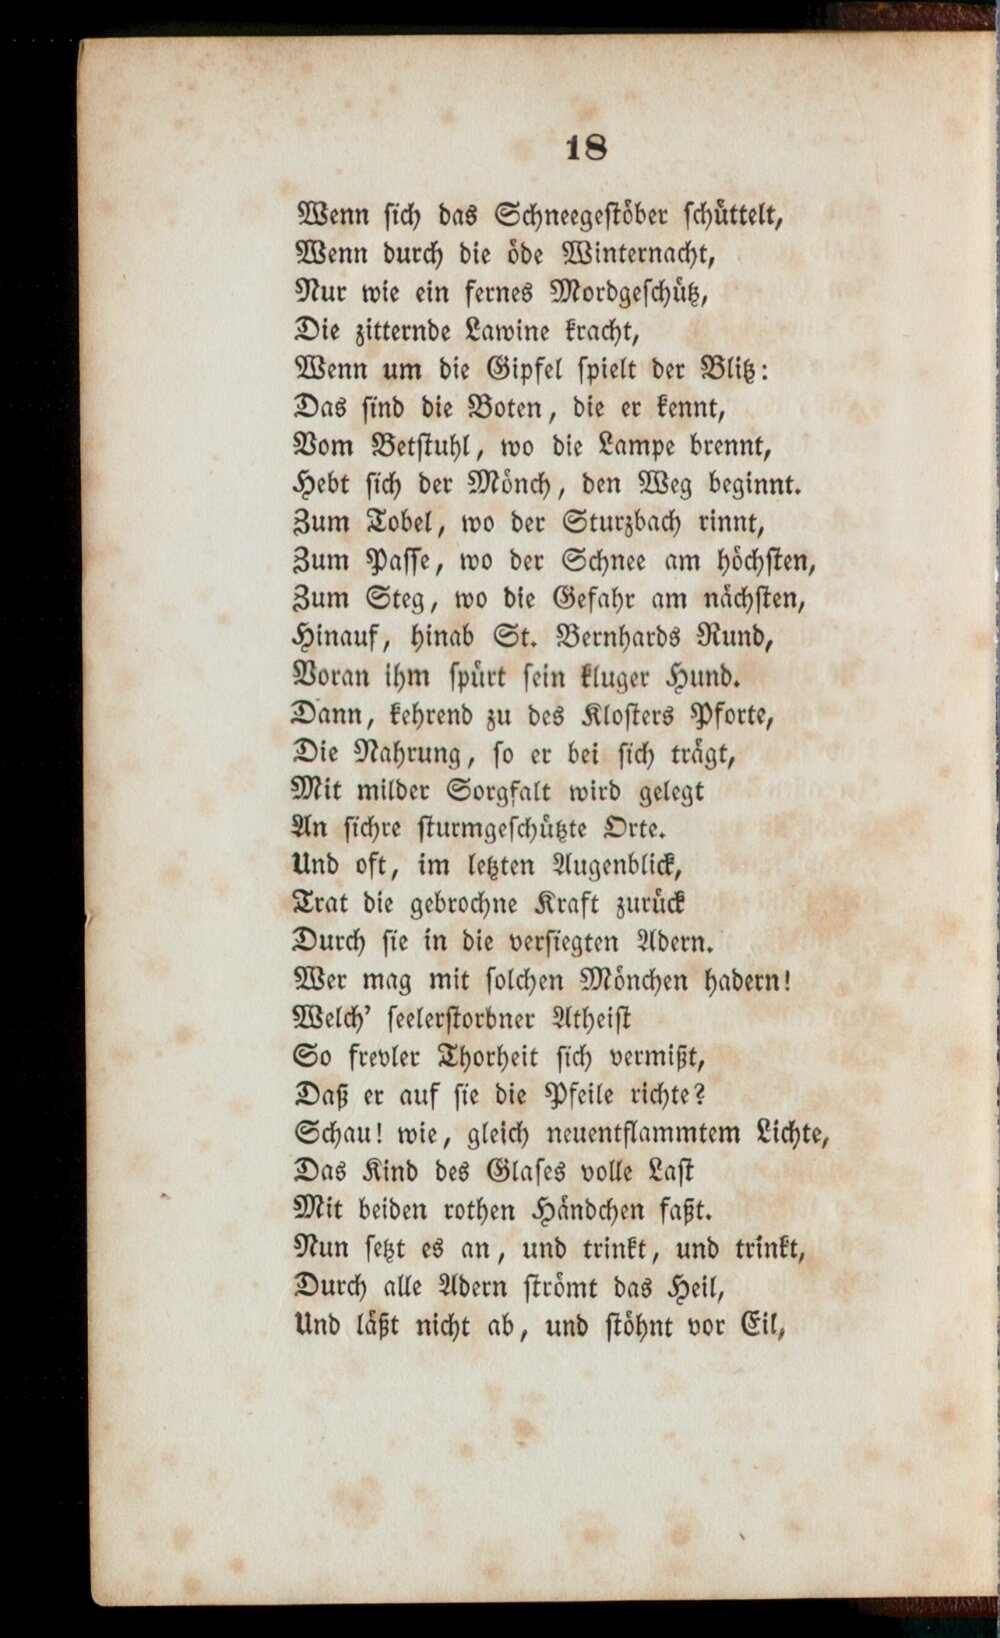 18
Wenn sich das Schneegestöber schüttelt,
Wenn durch die öde Winternacht,
Nur wie ein fernes Mordgeschütz,
Die zitternde Lawine kracht,
Wenn um die Gipfel spielt der Blitz:
Das sind die Boten, die er kennt,
Vom Betstuhl, wo die Lampe brennt,
Hebt sich der Mönch, den Weg beginnt.
Zum Tobel, wo der Sturzbach rinnt,
Zum Passe, wo der Schnee am höchsten,
Zum Steg, wo die Gefahr am nächsten,
Hinauf, hinab St. Bernhards Rund,
Voran ihm spürt sein kluger Hund.
Dann, kehrend zu des Klosters Pforte,
Die Nahrung, so er bei sich trägt,
Mit milder Sorgfalt wird gelegt
An sichre sturmgeschützte Orte.
Und oft, im letzten Augenblick,
Trat die gebrochne Kraft zurück
Durch sie in die versiegten Adern.
Wer mag mit solchen Mönchen hadern!
Welch' seelerstorbner Atheist
So frevler Thorheit sich vermißt,
Daß er auf sie die Pfeile richte?
Schau! wie, gleich neuentflammtem Lichte,
Das Kind des Glases volle Last
Mit beiden rothen Händchen faßt.
Nun setzt es an, und trinkt, und trinkt,
Durch alle Adern strömt das Heil,
Und läßt nicht ab, und stöhnt vor Eil,